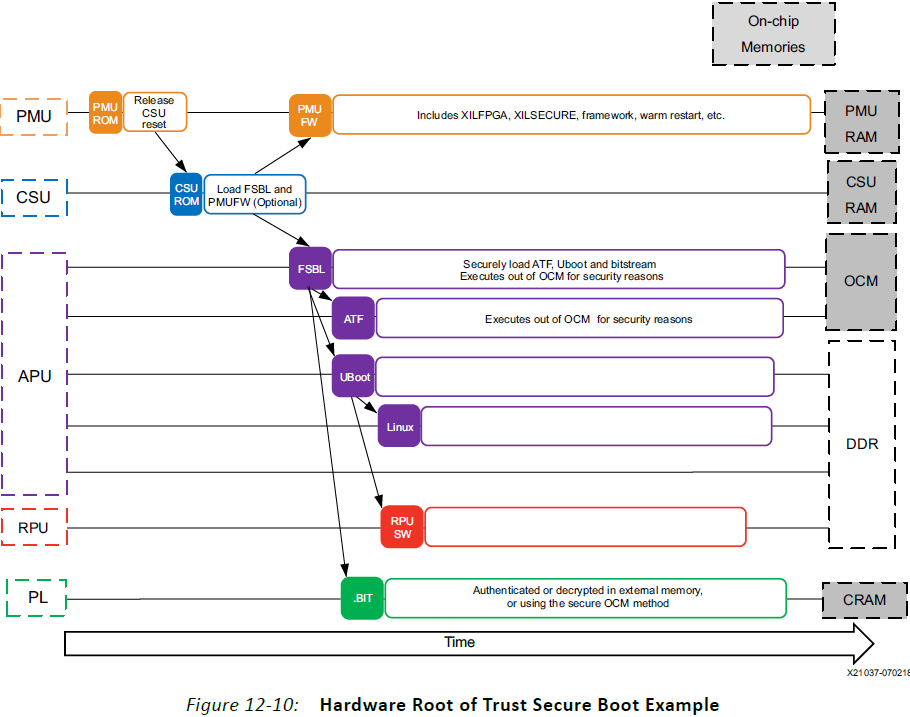 On-chip
Memories
PMU
PMU
ROM
Release
CSU
reset
PMU
FW
Includes XILFPGA, XILSECURE, framework, warm restart, etc.
PMU
RAM
CSU
CSU
ROM
Load FSBL and
PMUFW (Optional)
CSU
RAM
APU
FSBL
Securely load ATF, Uboot and bitstream
Executes out of OCM for security reasons
OCM
ATF
Executes out of OCM for security reasons
UBoot
Linux
DDR
RPU
RPU
SW
PL
.BIT
Authenticated or decrypted in external memory,
or using the secure OCM method
CRAM
Time
X21037-070218
Figure 12-10: Hardware Root of Trust Secure Boot Example